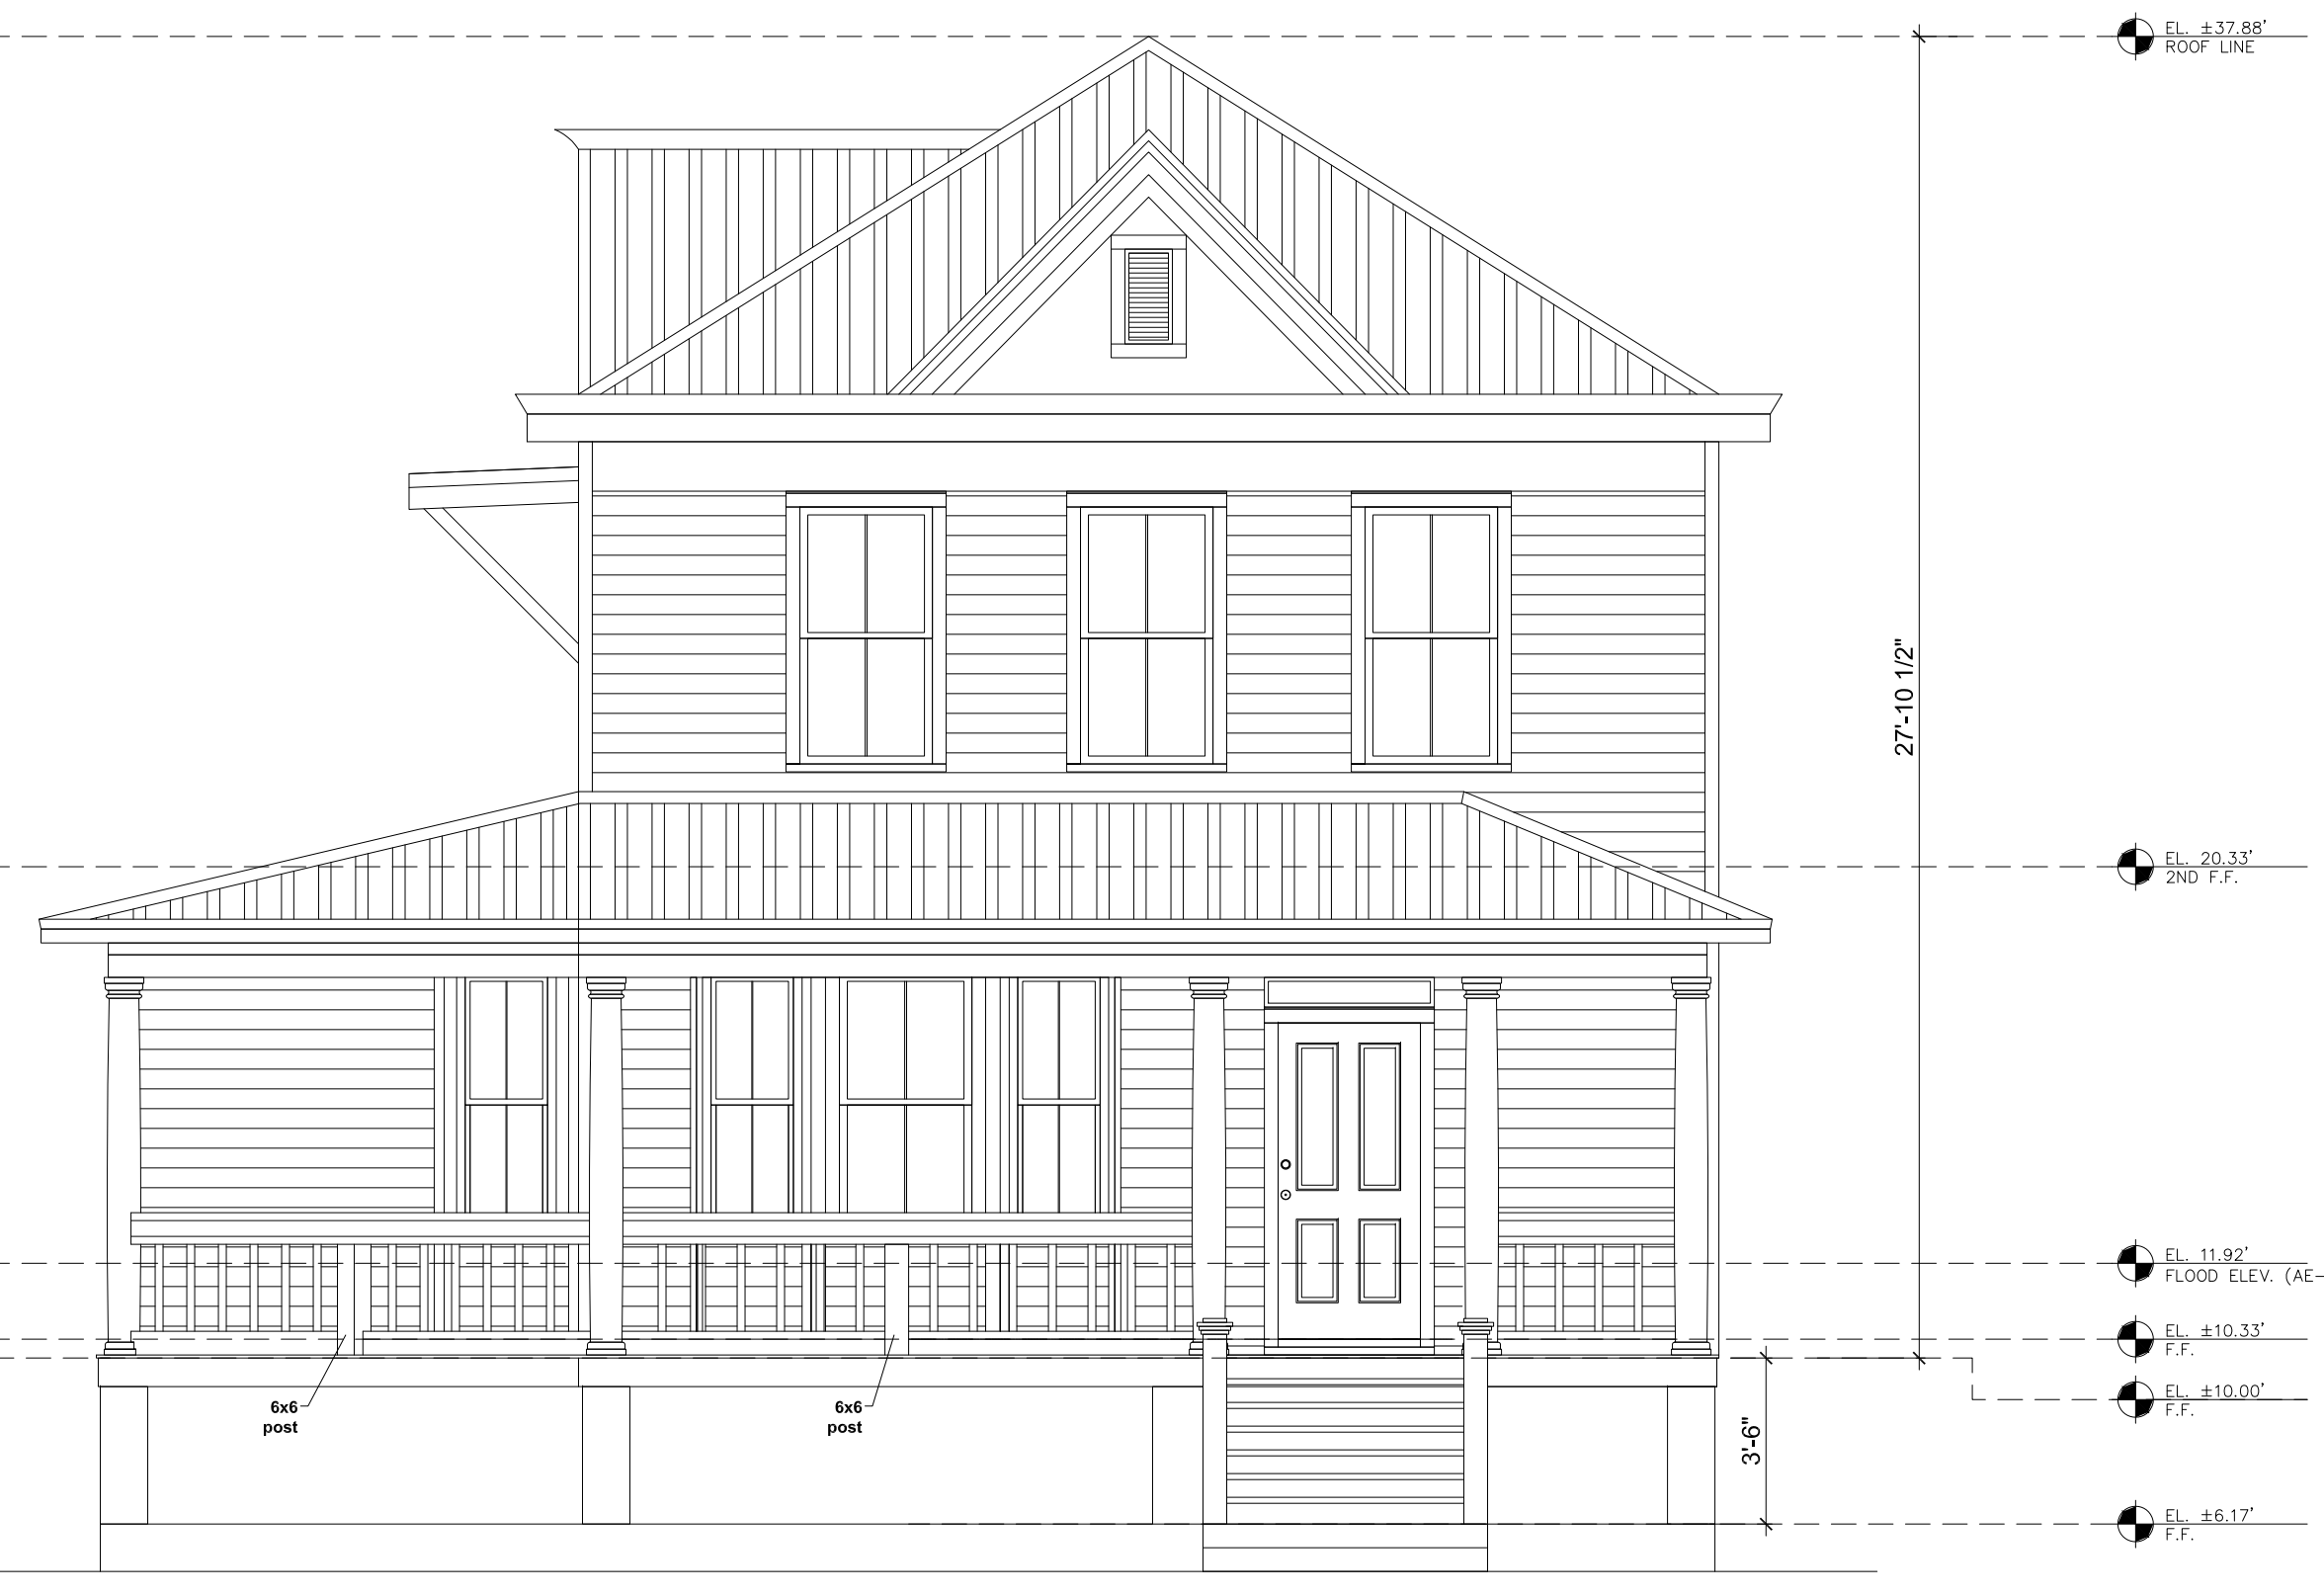 EL. ±37.88'
ROOF LINE
27'-10 1/2"
EL. 20.33'
2ND F.F.
EL. 11.92'
FLOOD ELEV. (AE-
EL. ±10.33'
F.F.
EL. ±10.00'
F.F.
6x6
post
6x6
post
3'-6"
EL. ±6.17'
F.F.